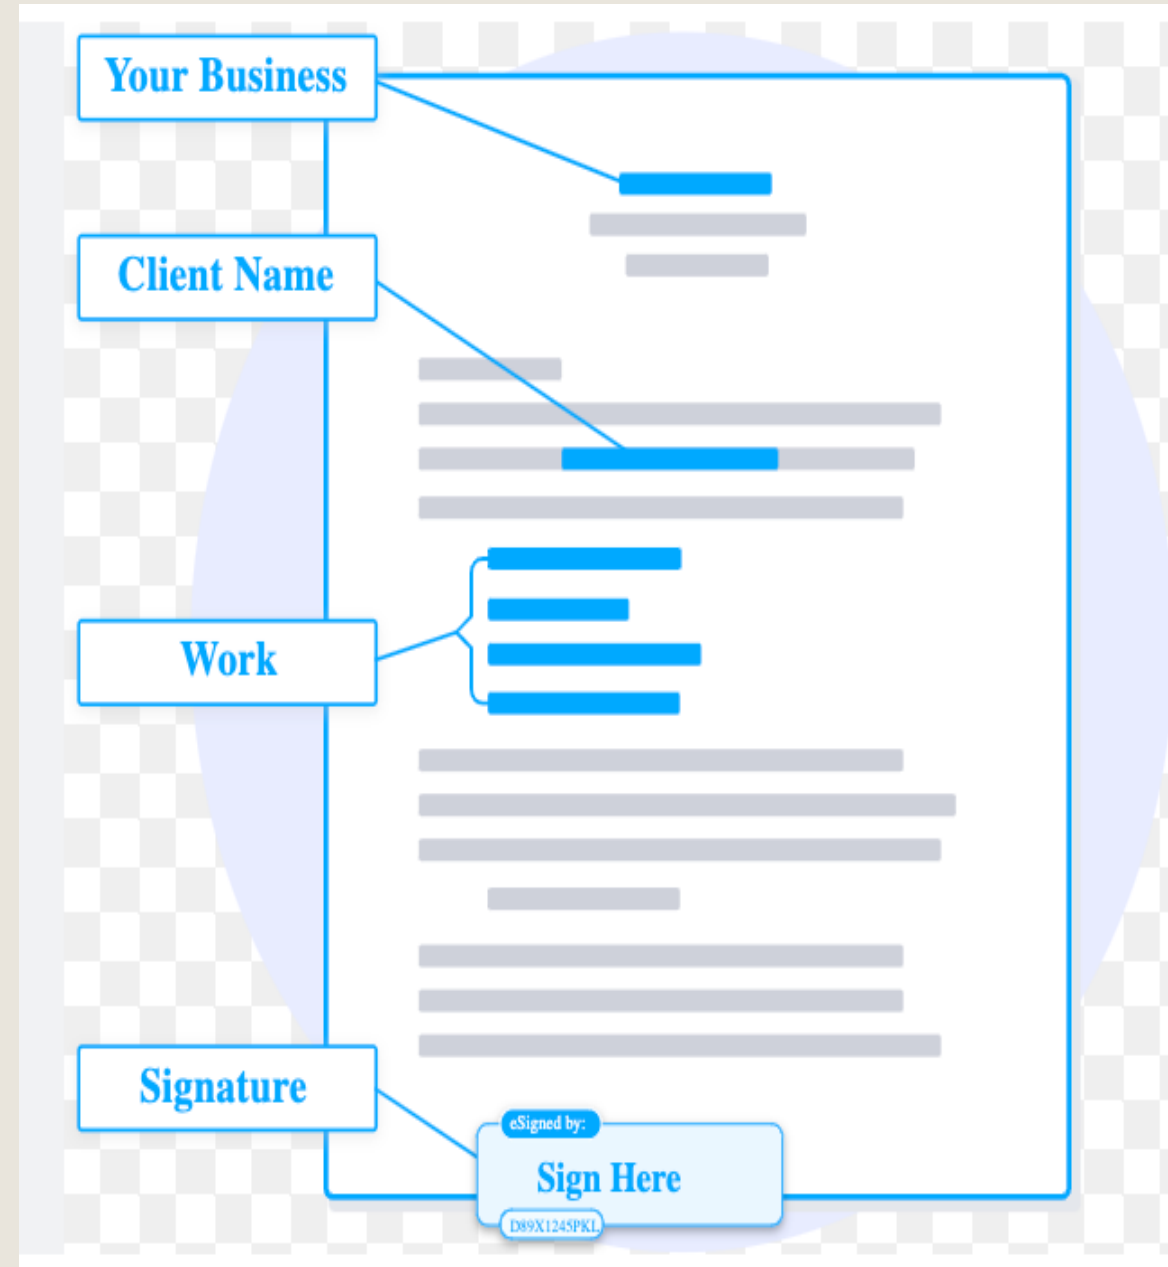 Your Business
Client Name
Work
Signature
eSigned by:
Sign Here
D89X1245PKL